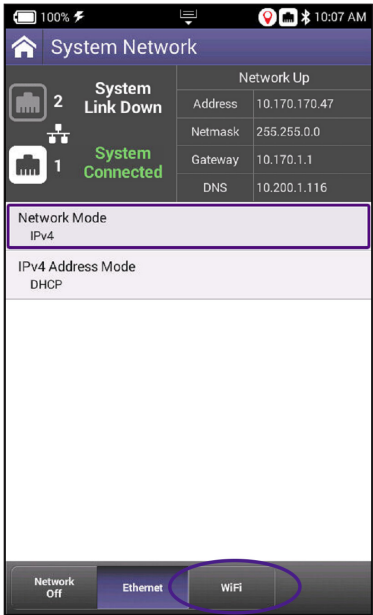 100% 10:07 AM
System Network
2 System
Link Down
1 System
Connected
Network Up
Address 10.170.170.47
Netmask 255.255.0.0
Gateway 10.170.1.1
DNS 10.200.1.116
Network Mode
IPv4
IPv4 Address Mode
DHCP
Network
Off
Ethernet
WiFi